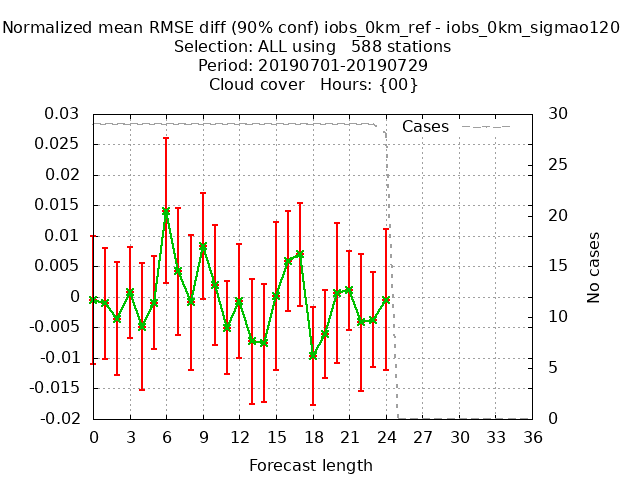 Normalized mean RMSE diff (90% conf) iobs_0km_ref - iobs_0km_sigmao120
Selection: ALL using 588 stations
Period: 20190701-20190729
Cloud cover Hours: {00}
0.03
0.025
0.02
0.015
0.01
0.005
0
-0.005
-0.01
-0.015
-0.02
Cases
30
25
20
15
10
5
0
No cases
0 3 6 9 12 15 18 21 24 27 30 33 36
Forecast length